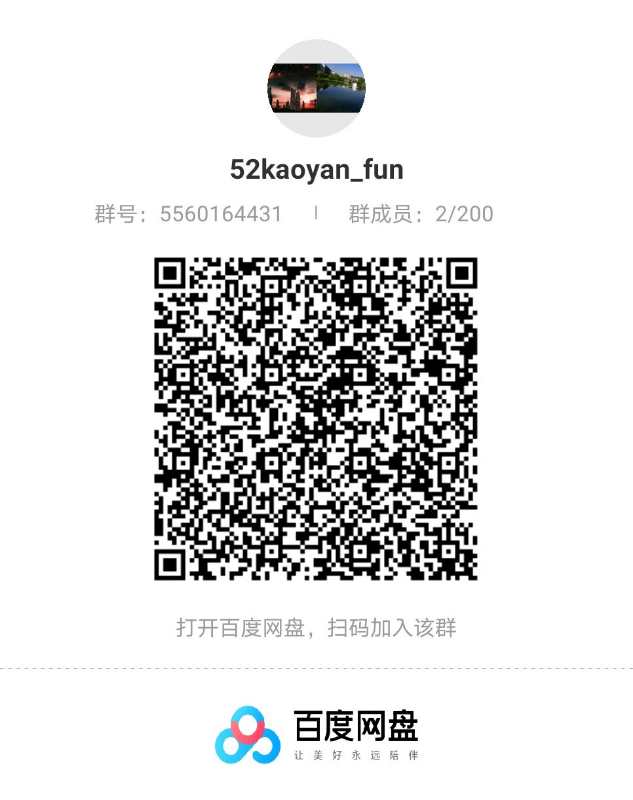 52kaoyan_fun
群号：5560164431 | 群成员：2/200
打开百度网盘，扫码加入该群
百度网盘
让美好永远陪伴